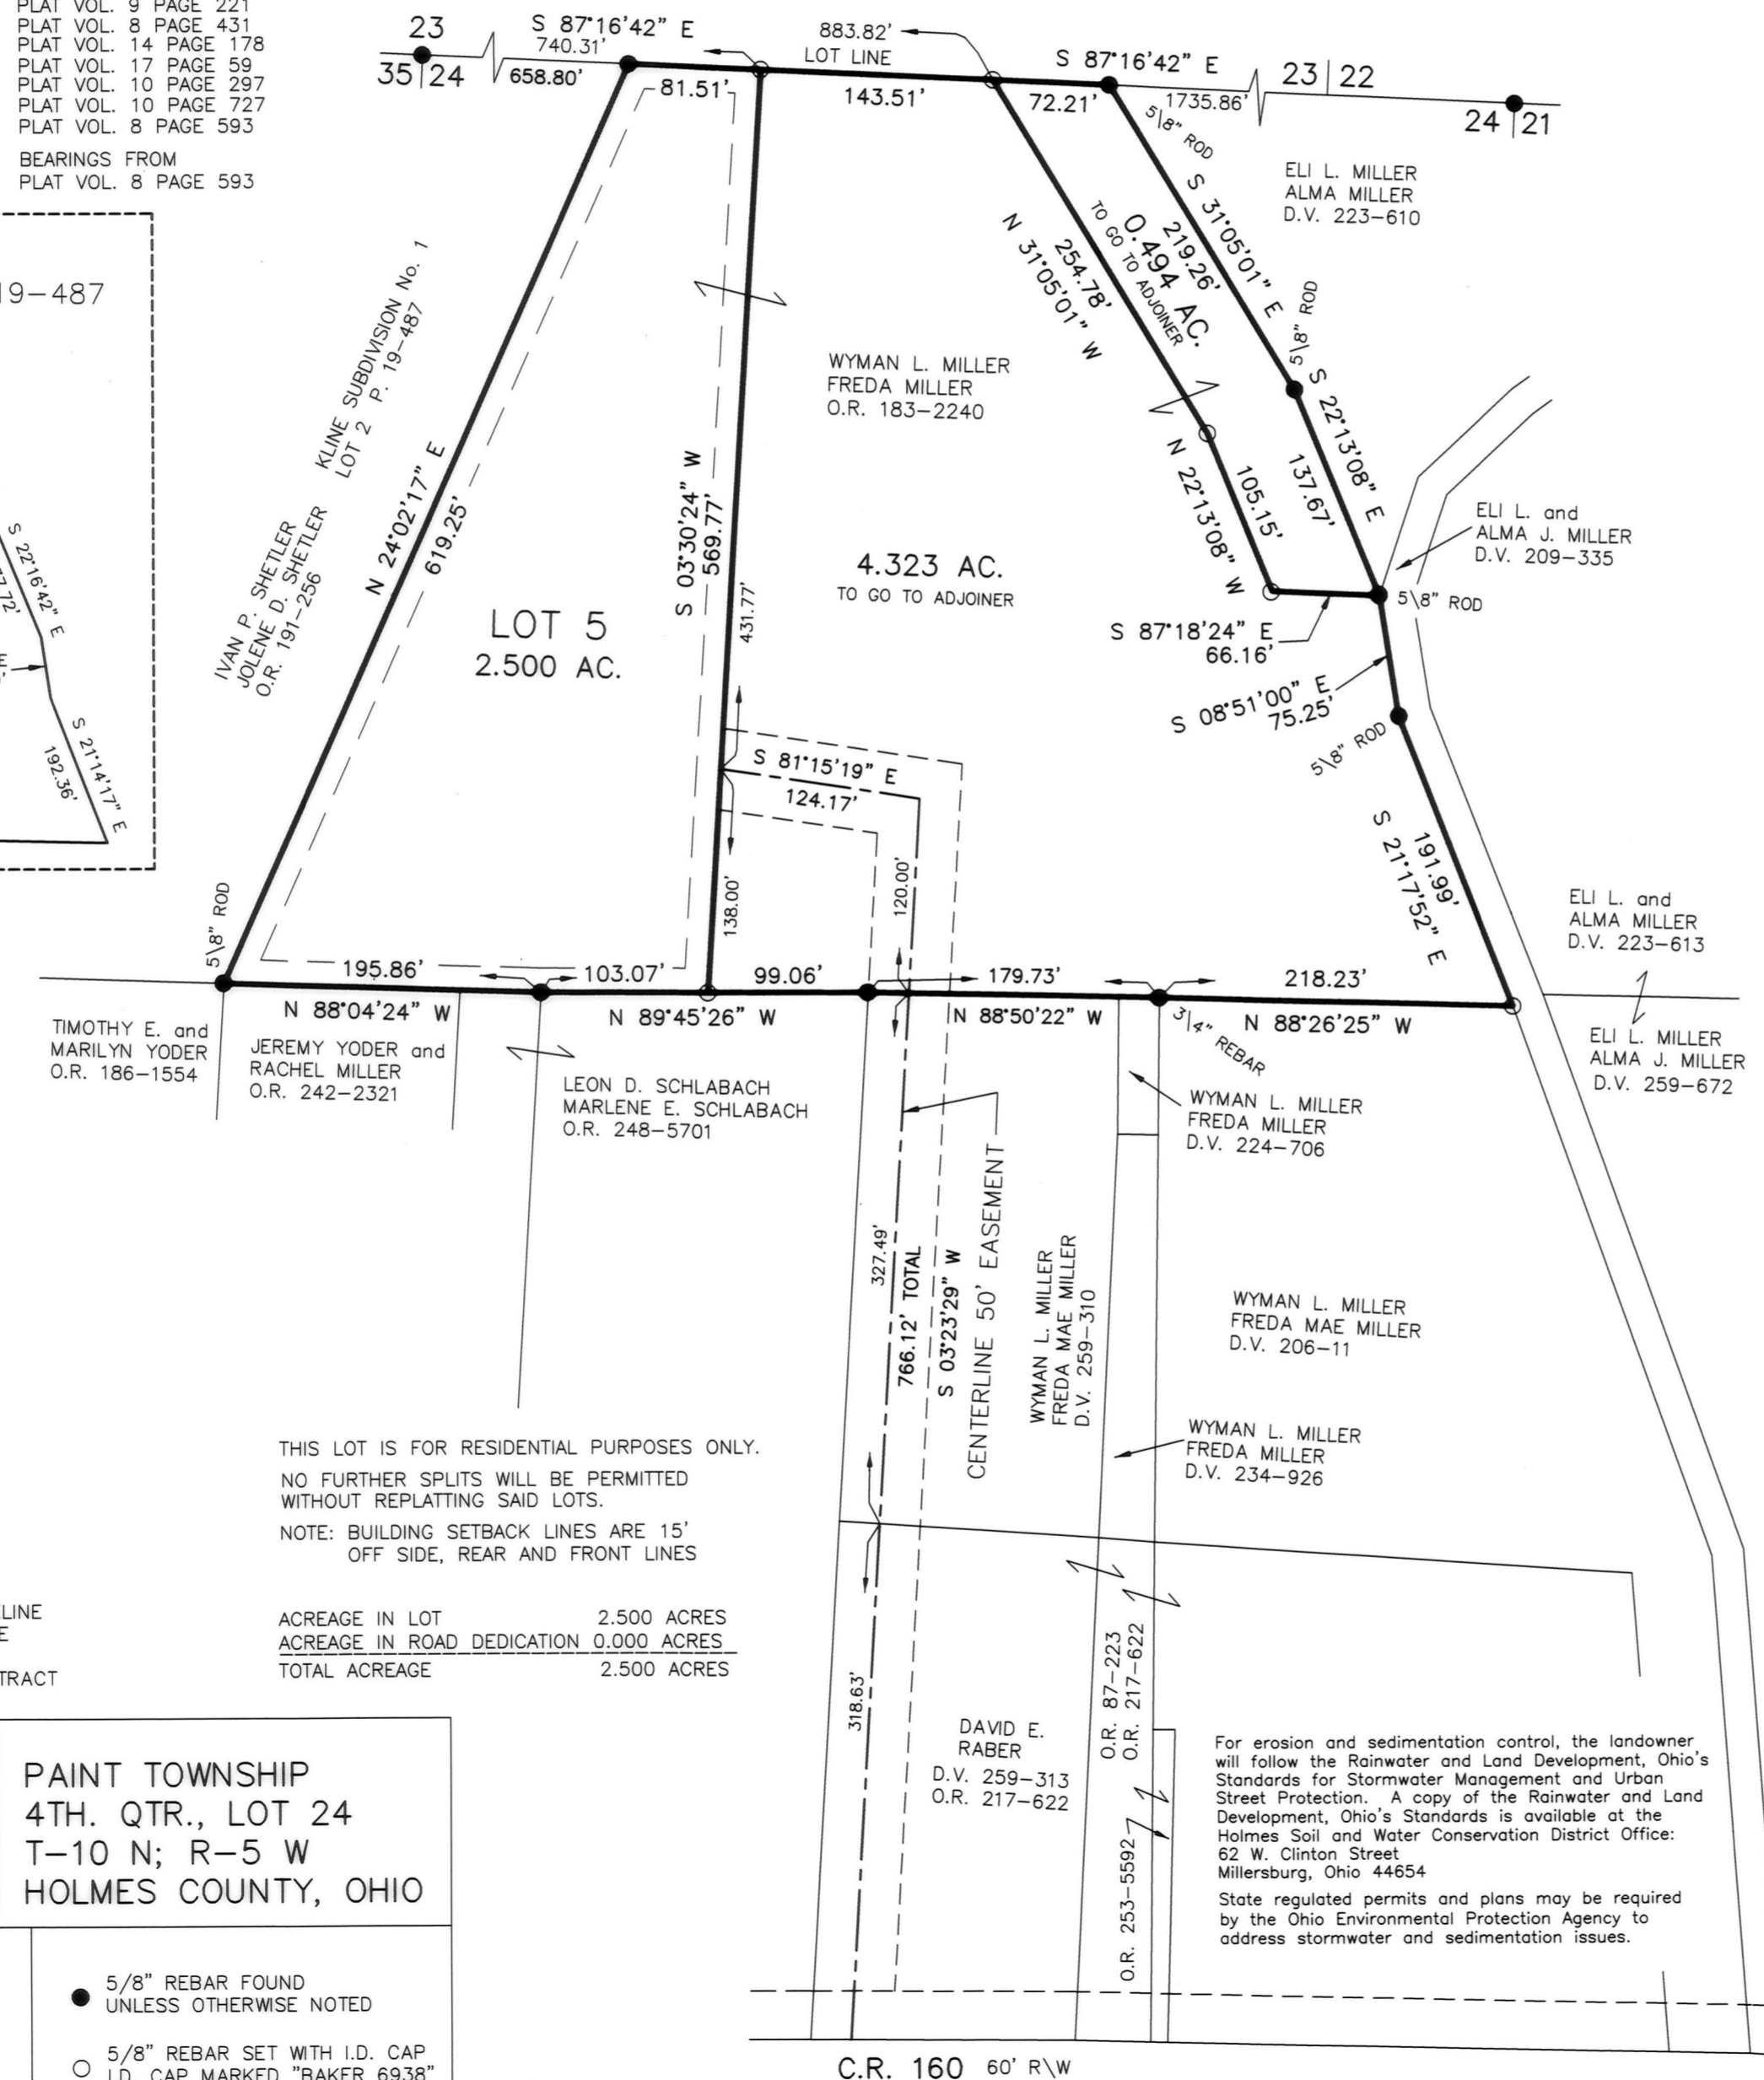 PLAT VOL. 9 PAGE 221
PLAT VOL. 8 PAGE 431
PLAT VOL. 14 PAGE 178
PLAT VOL. 17 PAGE 59
PLAT VOL. 10 PAGE 297
PLAT VOL. 10 PAGE 727
PLAT VOL. 8 PAGE 593
BEARINGS FROM
PLAT VOL. 8 PAGE 593
23
35|24
S 87°16'42" E
740.31'
658.80'
81.51'
883.82'
LOT LINE
143.51'
S 87°16'42" E
72.21'
1735.86'
23|22
24|21
5\8" ROD
ELI L. MILLER
ALMA MILLER
D.V. 223-610
S 31°05'01" E
219.26'
0.494 AC.
TO GO TO ADJOINER
254.78'
N 31°05'01" W
5\8" ROD
S 22°13'08" E
137.67'
105.15'
N 22°13'08" W
19-487
KLINE SUBDIVISION No. 1
LOT 2 P. 19-487
IVAN P. SHETLER
JOLENE D. SHETLER
O.R. 191-256
N 24°02'17" E
619.25'
WYMAN L. MILLER
FREDA MILLER
O.R. 183-2240
S 03°30'24" W
569.77'
431.77'
4.323 AC.
TO GO TO ADJOINER
LOT 5
2.500 AC.
ELI L. and
ALMA J. MILLER
D.V. 209-335
5\8" ROD
S 87°18'24" E
66.16'
S 08°51'00" E
75.25'
5\8" ROD
S 22°16'42" E
S 21°14'17" E
192.36'
S 81°15'19" E
124.17'
138.00'
120.00'
191.99'
S 21°17'52" E
ELI L. and
ALMA MILLER
D.V. 223-613
5\8" ROD
195.86'
103.07'
99.06'
179.73'
218.23'
N 88°04'24" W
N 89°45'26" W
N 88°50'22" W
N 88°26'25" W
3\4" REBAR
TIMOTHY E. and
MARILYN YODER
O.R. 186-1554
JEREMY YODER and
RACHEL MILLER
O.R. 242-2321
LEON D. SCHLABACH
MARLENE E. SCHLABACH
O.R. 248-5701
ELI L. MILLER
ALMA J. MILLER
D.V. 259-672
WYMAN L. MILLER
FREDA MILLER
D.V. 224-706
327.49'
766.12' TOTAL
S 03°23'29" W
CENTERLINE 50' EASEMENT
WYMAN L. MILLER
FREDA MAE MILLER
D.V. 259-310
WYMAN L. MILLER
FREDA MAE MILLER
D.V. 206-11
WYMAN L. MILLER
FREDA MILLER
D.V. 234-926
THIS LOT IS FOR RESIDENTIAL PURPOSES ONLY.
NO FURTHER SPLITS WILL BE PERMITTED
WITHOUT REPLATTING SAID LOTS.
NOTE: BUILDING SETBACK LINES ARE 15'
OFF SIDE, REAR AND FRONT LINES
ACREAGE IN LOT 2.500 ACRES
ACREAGE IN ROAD DEDICATION 0.000 ACRES
TOTAL ACREAGE 2.500 ACRES
TRACT
318.63'
DAVID E.
RABER
D.V. 259-313
O.R. 217-622
O.R. 87-223
O.R. 217-622
O.R. 253-5592
For erosion and sedimentation control, the landowner
will follow the Rainwater and Land Development, Ohio's
Standards for Stormwater Management and Urban
Street Protection. A copy of the Rainwater and Land
Development, Ohio's Standards is available at the
Holmes Soil and Water Conservation District Office:
62 W. Clinton Street
Millersburg, Ohio 44654
State regulated permits and plans may be required
by the Ohio Environmental Protection Agency to
address stormwater and sedimentation issues.
PAINT TOWNSHIP
4TH. QTR., LOT 24
T-10 N; R-5 W
HOLMES COUNTY, OHIO
5/8" REBAR FOUND
UNLESS OTHERWISE NOTED
5/8" REBAR SET WITH I.D. CAP
I.D. CAP MARKED "BAKER 6938"
C.R. 160 60' R\W